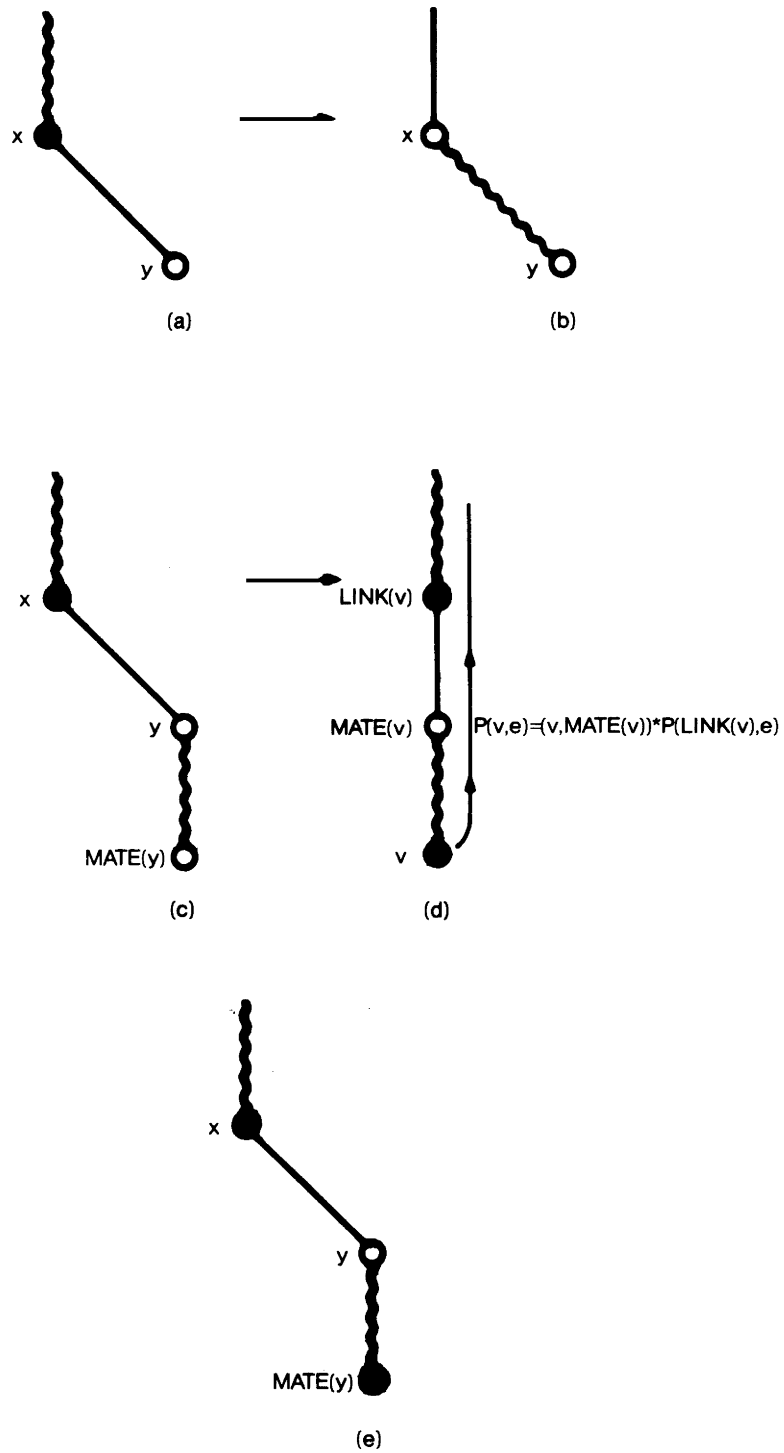 x
y
(a)
x
y
(b)
x
y
MATE(y)
(c)
LINK(v)
MATE(v)
P(v,e)=(v,MATE(v))*P(LINK(v),e)
v
(d)
x
y
MATE(y)
(e)